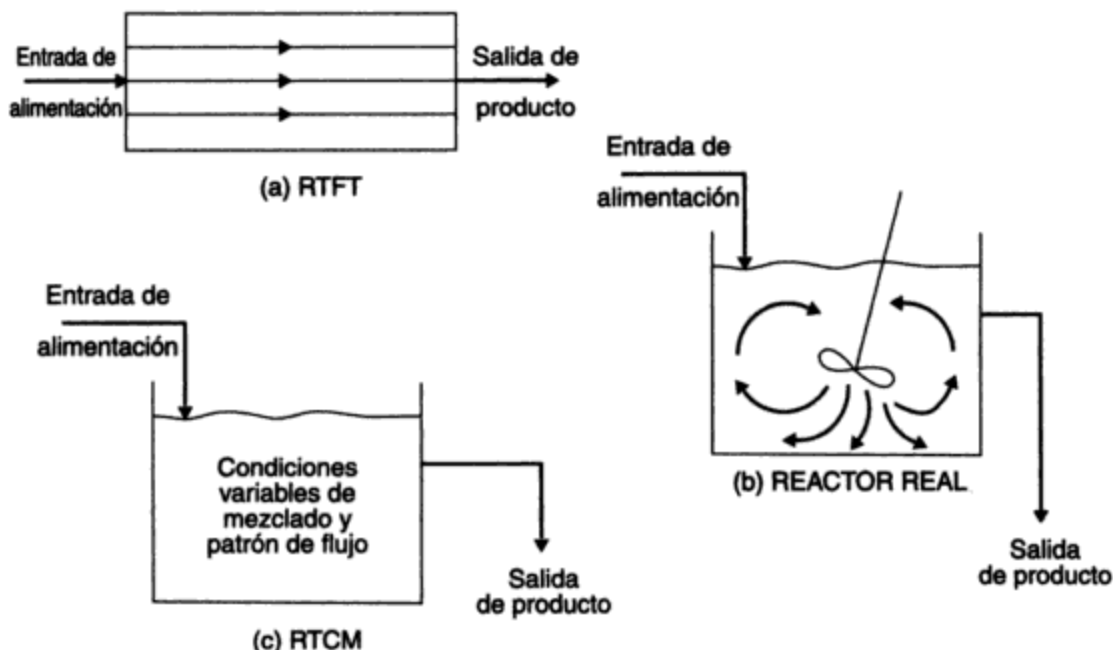 Entrada de
alimentación
Salida de
producto
(a) RTFT
Entrada de
alimentación
(b) REACTOR REAL
Salida
de producto
Entrada de
alimentación
Condiciones
variables de
mezclado y
patrón de flujo
Salida
de producto
(c) RTCM